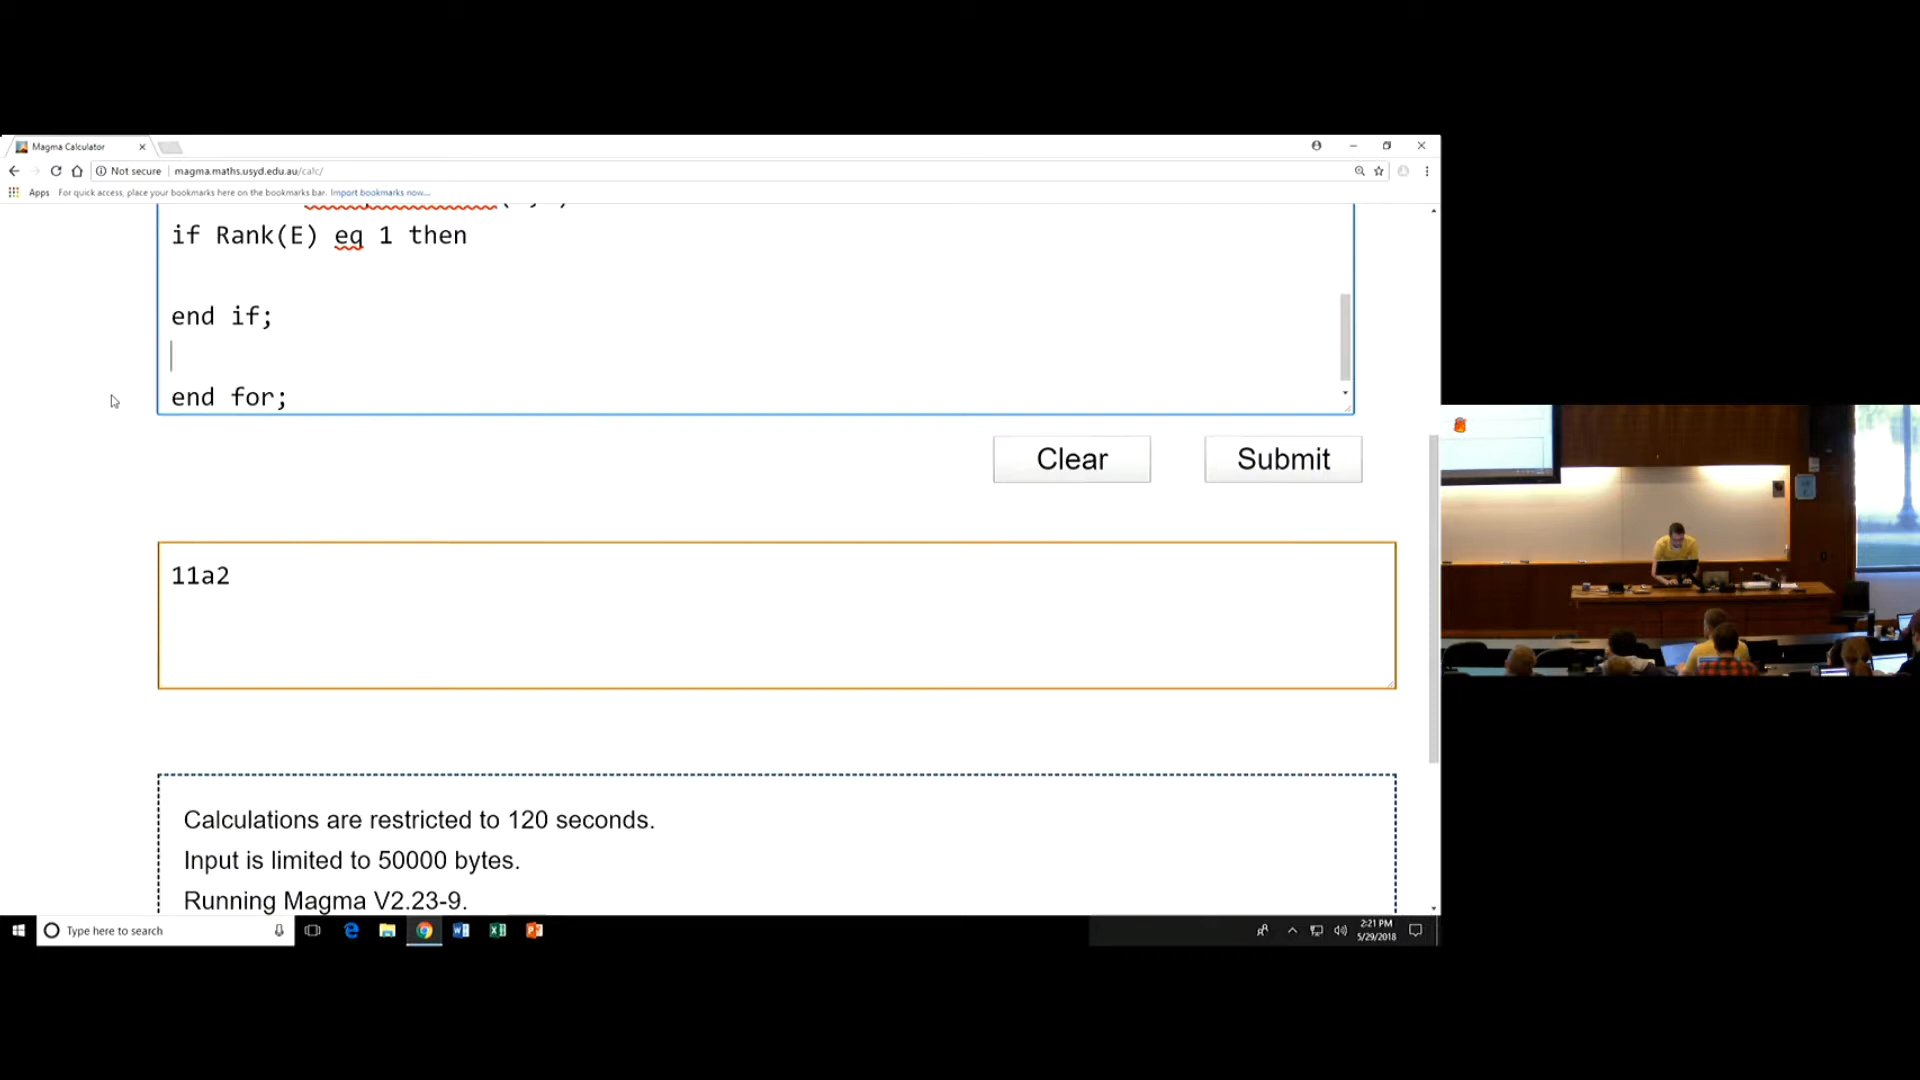 Magma Calculator
Not secure
magma.maths.usyd.edu.au/calc/
Apps
For quick access, place your bookmarks here on the bookmarks bar. Import bookmarks now...
if Rank(E) eq 1 then
end if;
end for;
Clear
Submit
11a2
Calculations are restricted to 120 seconds.
Input is limited to 50000 bytes.
Running Magma V2.23-9.
Type here to search
2:21 PM
5/29/2018